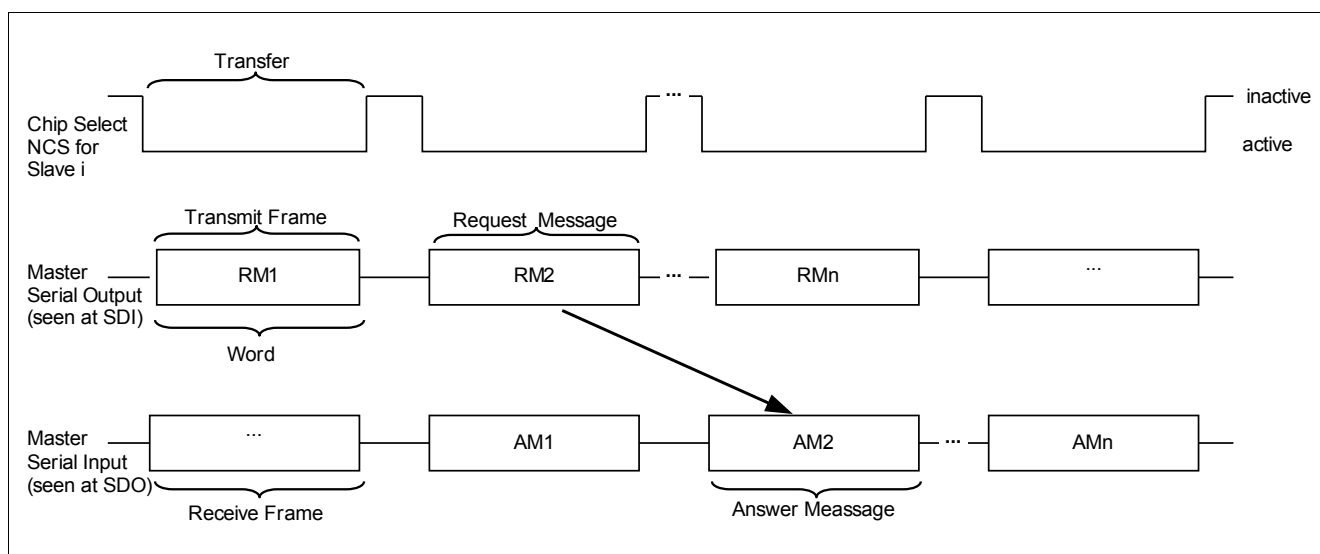 Transfer
...
inactive
Chip Select
NCS for
Slave i
active
Transmit Frame
Request Message
Master
Serial Output
(seen at SDI)
RM1
RM2
...
RMn
...
Word
Master
Serial Input
(seen at SDO)
...
AM1
AM2
...
AMn
Receive Frame
Answer Meassage